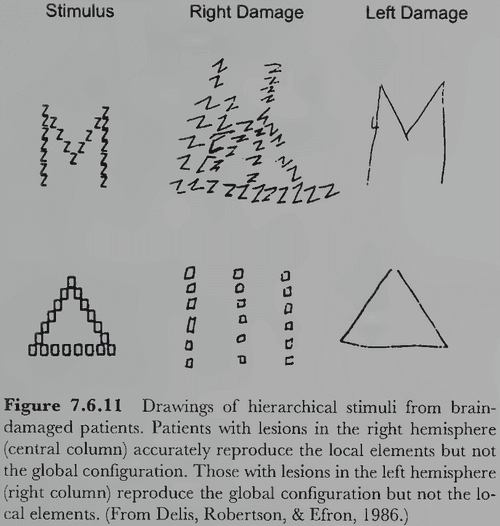 Stimulus Right Damage Left Damage
Z Z
Z Z Z Z
Z Z Z Z
Z Z Z
Z Z
Z Z
Figure 7.6.11 Drawings of hierarchical stimuli from brain-
damaged patients. Patients with lesions in the right hemisphere
(central column) accurately reproduce the local elements but not
the global configuration. Those with lesions in the left hemisphere
(right column) reproduce the global configuration but not the lo-
cal elements. (From Delis, Robertson, & Efron, 1986.)